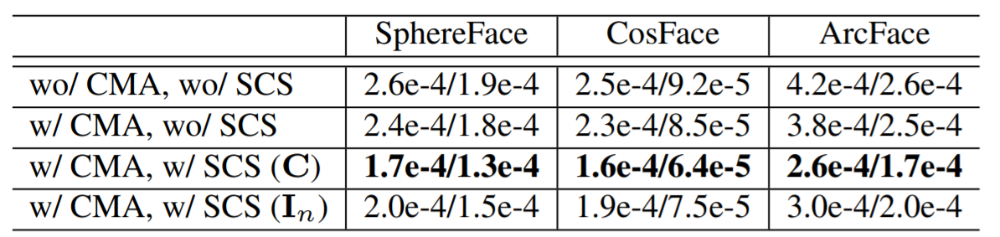 SphereFace CosFace ArcFace
wo/ CMA, wo/ SCS 2.6e-4/1.9e-4 2.5e-4/9.2e-5 4.2e-4/2.6e-4
w/ CMA, wo/ SCS 2.4e-4/1.8e-4 2.3e-4/8.5e-5 3.8e-4/2.5e-4
w/ CMA, w/ SCS (C) 1.7e-4/1.3e-4 1.6e-4/6.4e-5 2.6e-4/1.7e-4
w/ CMA, w/ SCS (Iₙ) 2.0e-4/1.5e-4 1.9e-4/7.5e-5 3.0e-4/2.0e-4